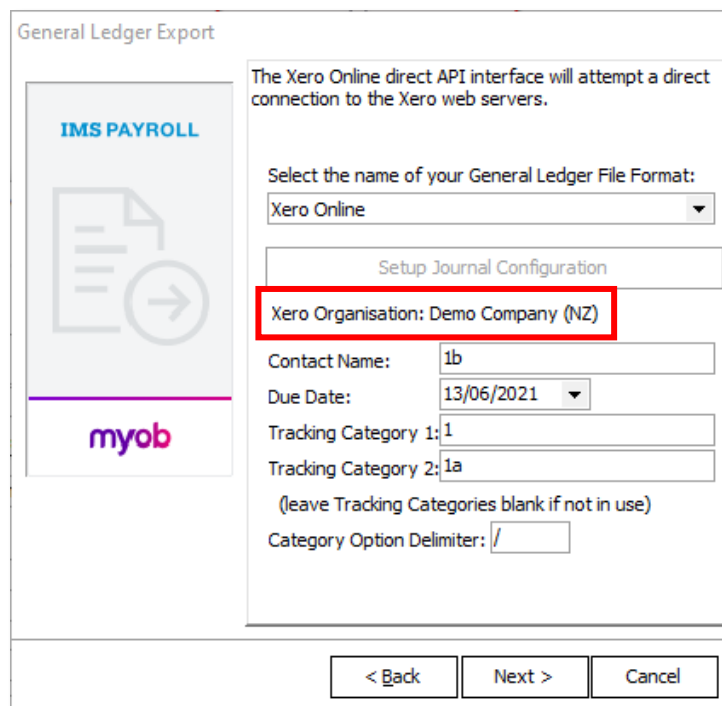 General Ledger Export
IMS PAYROLL
myob
The Xero Online direct API interface will attempt a direct
connection to the Xero web servers.
Select the name of your General Ledger File Format:
Xero Online
Setup Journal Configuration
Xero Organisation: Demo Company (NZ)
Contact Name: 1b
Due Date: 13/06/2021
Tracking Category 1: 1
Tracking Category 2: 1a
(leave Tracking Categories blank if not in use)
Category Option Delimiter: /
< Back Next > Cancel